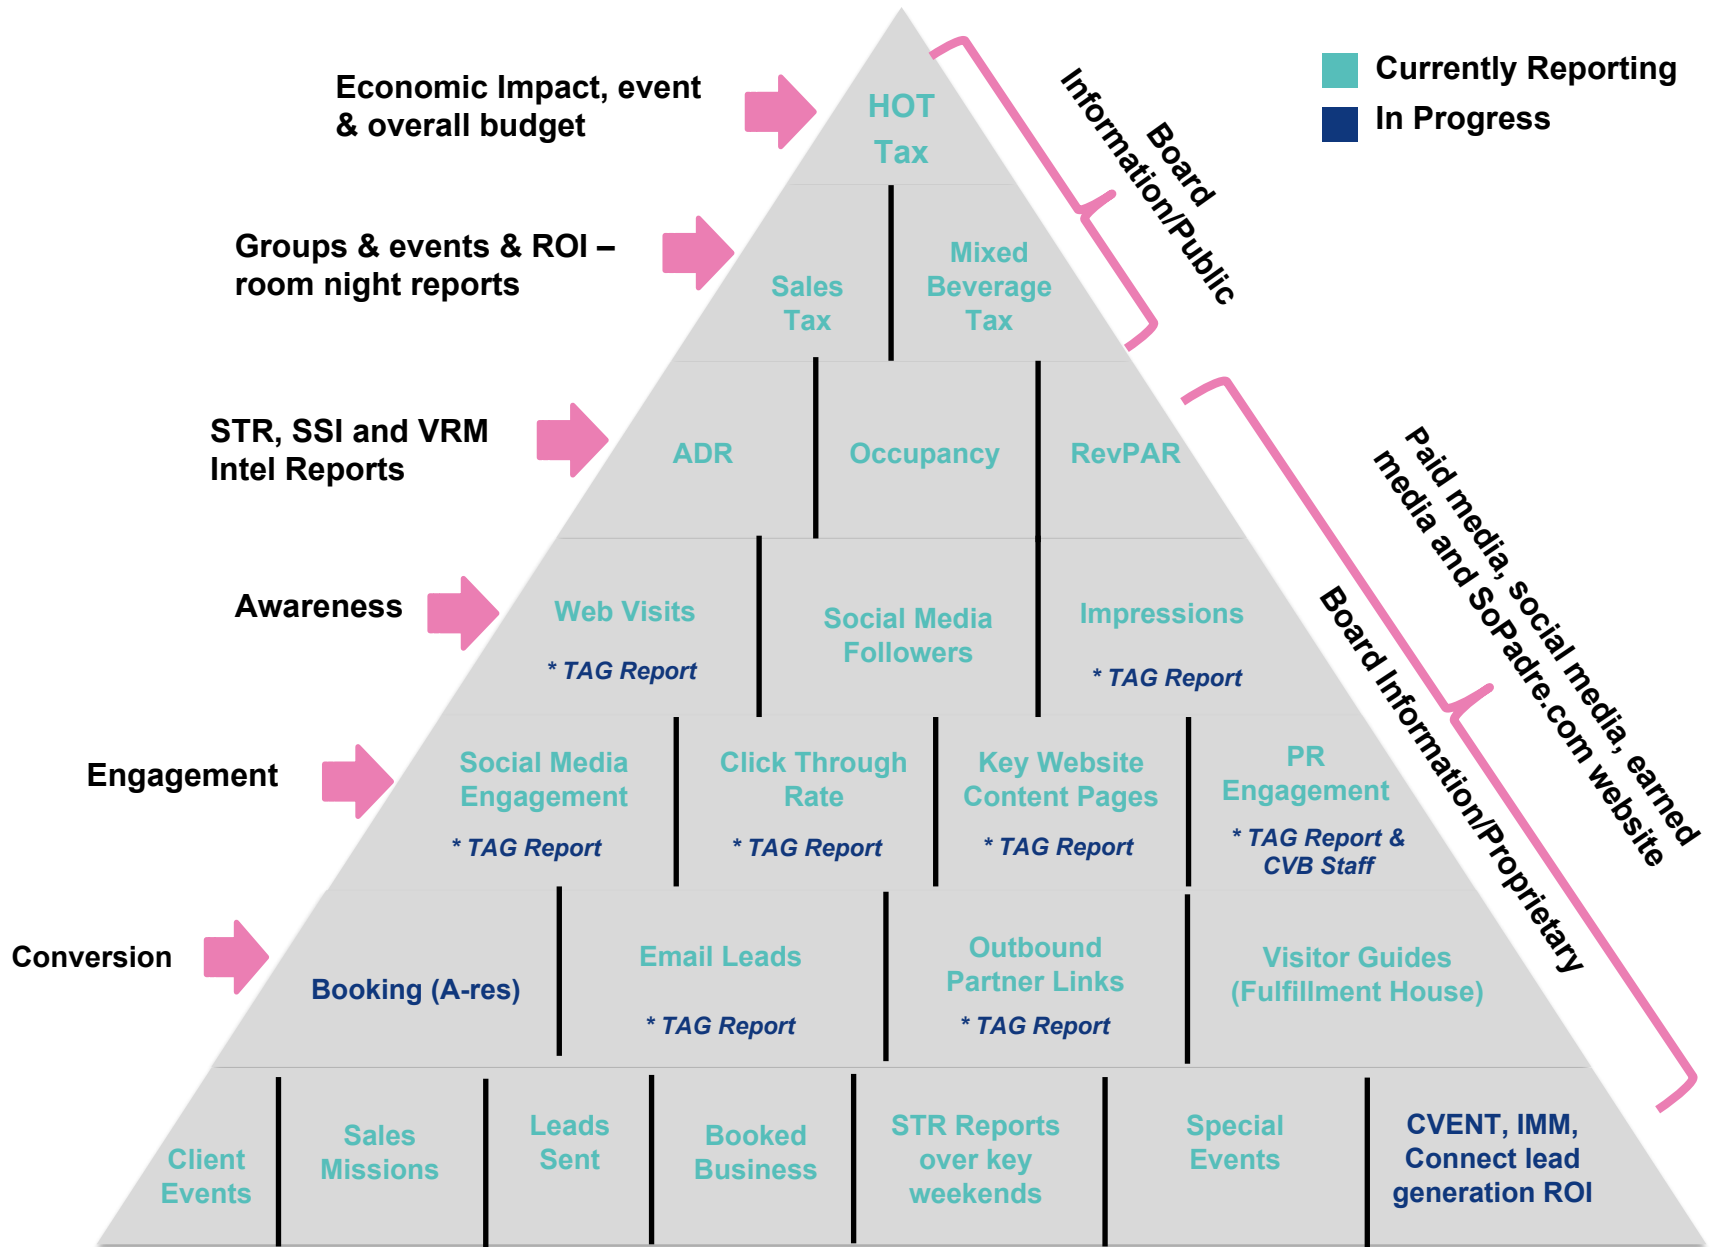 Currently Reporting
In Progress
Economic Impact, event
& overall budget
HOT
Tax
Board
Information/Public
Groups & events & ROI –
room night reports
Sales
Tax
Mixed
Beverage
Tax
STR, SSI and VRM
Intel Reports
ADR
Occupancy
RevPAR
Paid media, social media, earned
media and SoPadre.com website
Board Information/Proprietary
Awareness
Web Visits
* TAG Report
Social Media
Followers
Impressions
* TAG Report
Engagement
Social Media
Engagement
* TAG Report
Click Through
Rate
* TAG Report
Key Website
Content Pages
* TAG Report
PR
Engagement
* TAG Report &
CVB Staff
Conversion
Booking (A-res)
Email Leads
* TAG Report
Outbound
Partner Links
* TAG Report
Visitor Guides
(Fulfillment House)
Client
Events
Sales
Missions
Leads
Sent
Booked
Business
STR Reports
over key
weekends
Special
Events
CVENT, IMM,
Connect lead
generation ROI